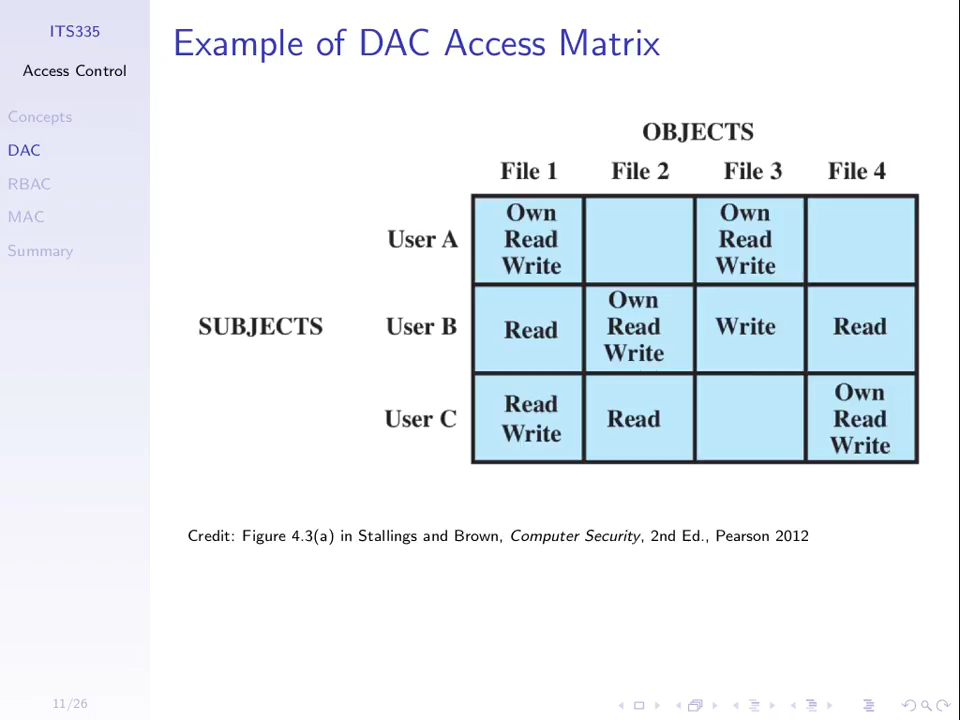 ITS335
Access Control
Concepts
DAC
RBAC
MAC
Summary
Example of DAC Access Matrix
OBJECTS
File 1 File 2 File 3 File 4
SUBJECTS
User A
Own
Read
Write
Own
Read
Write
User B
Read
Own
Read
Write
Write
Read
User C
Read
Write
Read
Own
Read
Write
Credit: Figure 4.3(a) in Stallings and Brown, Computer Security, 2nd Ed., Pearson 2012
11/26